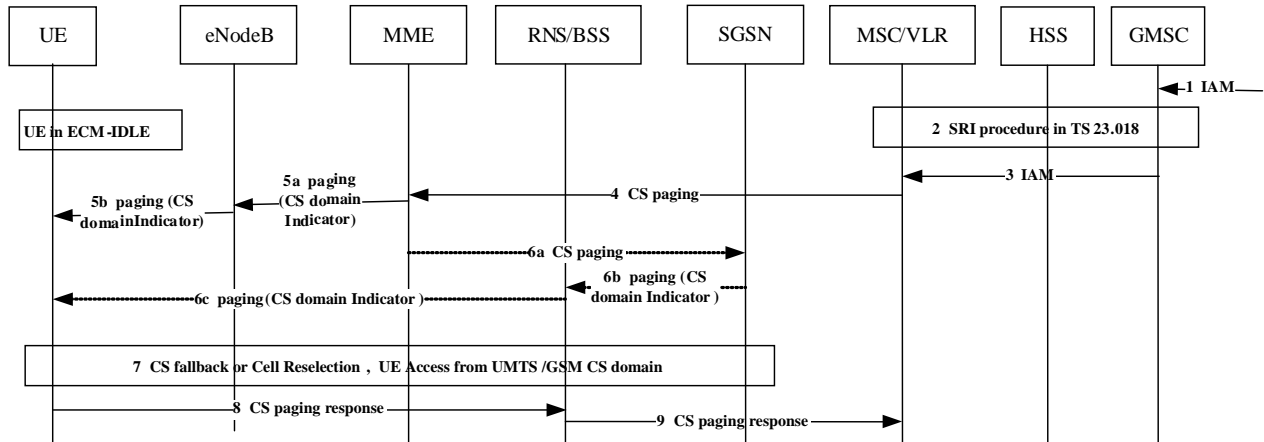 UE
eNodeB
MME
RNS/BSS
SGSN
MSC/VLR
HSS
GMSC
1 IAM
UE in ECM-IDLE
2 SRI procedure in TS 23.018
3 IAM
4 CS paging
5a paging
(CS domain
Indicator)
5b paging (CS
domainIndicator)
6a CS paging
6b paging (CS
domain Indicator )
6c paging (CS domain Indicator )
7 CS fallback or Cell Reselection , UE Access from UMTS /GSM CS domain
8 CS paging response
9 CS paging response